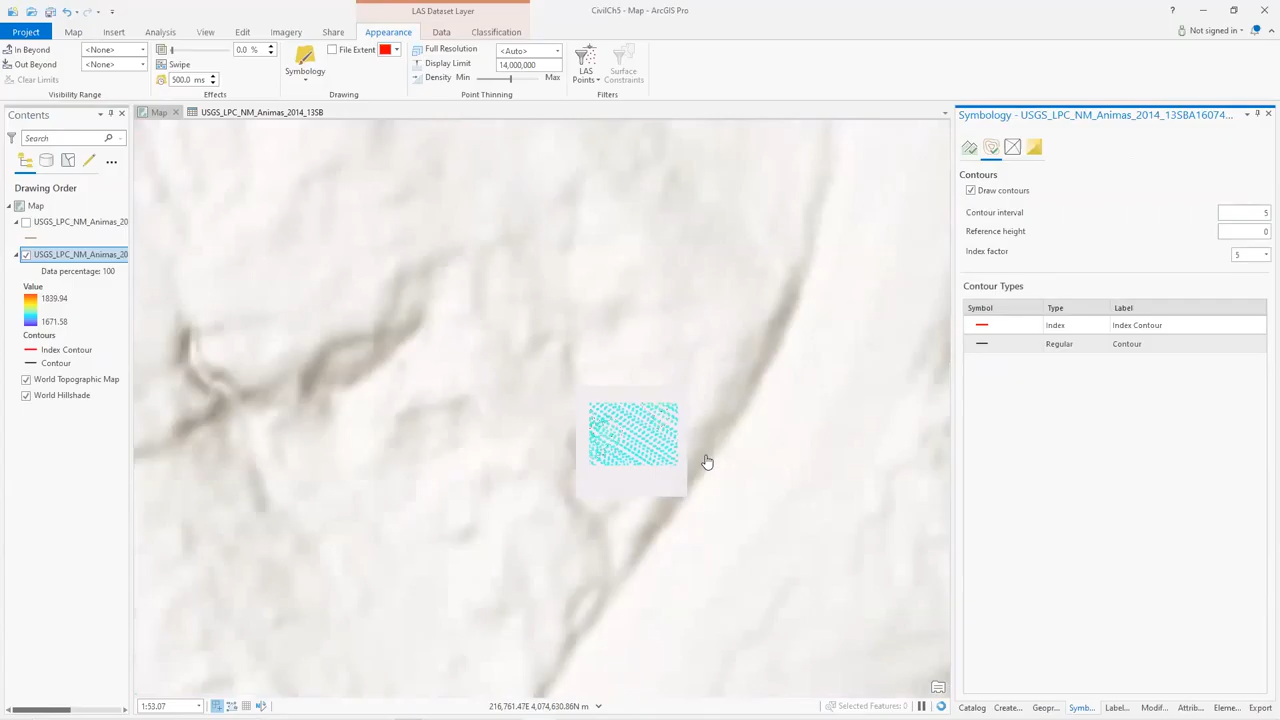 LAS Dataset Layer
CivilCh5 - Map - ArcGIS Pro
?
Project Map Insert Analysis View Edit Imagery Share Appearance Data Classification
Not signed in
In Beyond <None>
Out Beyond <None>
Clear Limits
Visibility Range
0.0 %
Swipe
500.0 ms
Effects
File Extent
Symbology
Drawing
Full Resolution <Auto>
Display Limit 14,000,000
Density Min Max
Point Thinning
LAS Points
Surface Constraints
Filters
Contents
Search
Drawing Order
Map
USGS_LPC_NM_Animas_20
USGS_LPC_NM_Animas_20
Data percentage: 100
Value
1839.94
1671.58
Contours
Index Contour
Contour
World Topographic Map
World Hillshade
Map
USGS_LPC_NM_Animas_2014_13SB
1:53.07
216,761.47E 4,074,630.86N m
Selected Features: 0
Symbology - USGS_LPC_NM_Animas_2014_13SBA16074...
Contours
Draw contours
Contour interval 5
Reference height 0
Index factor 5
Contour Types
Symbol Type Label
Index Index Contour
Regular Contour
Catalog Create... Geopr... Symb... Label... Modif... Attrib... Eleme... Export